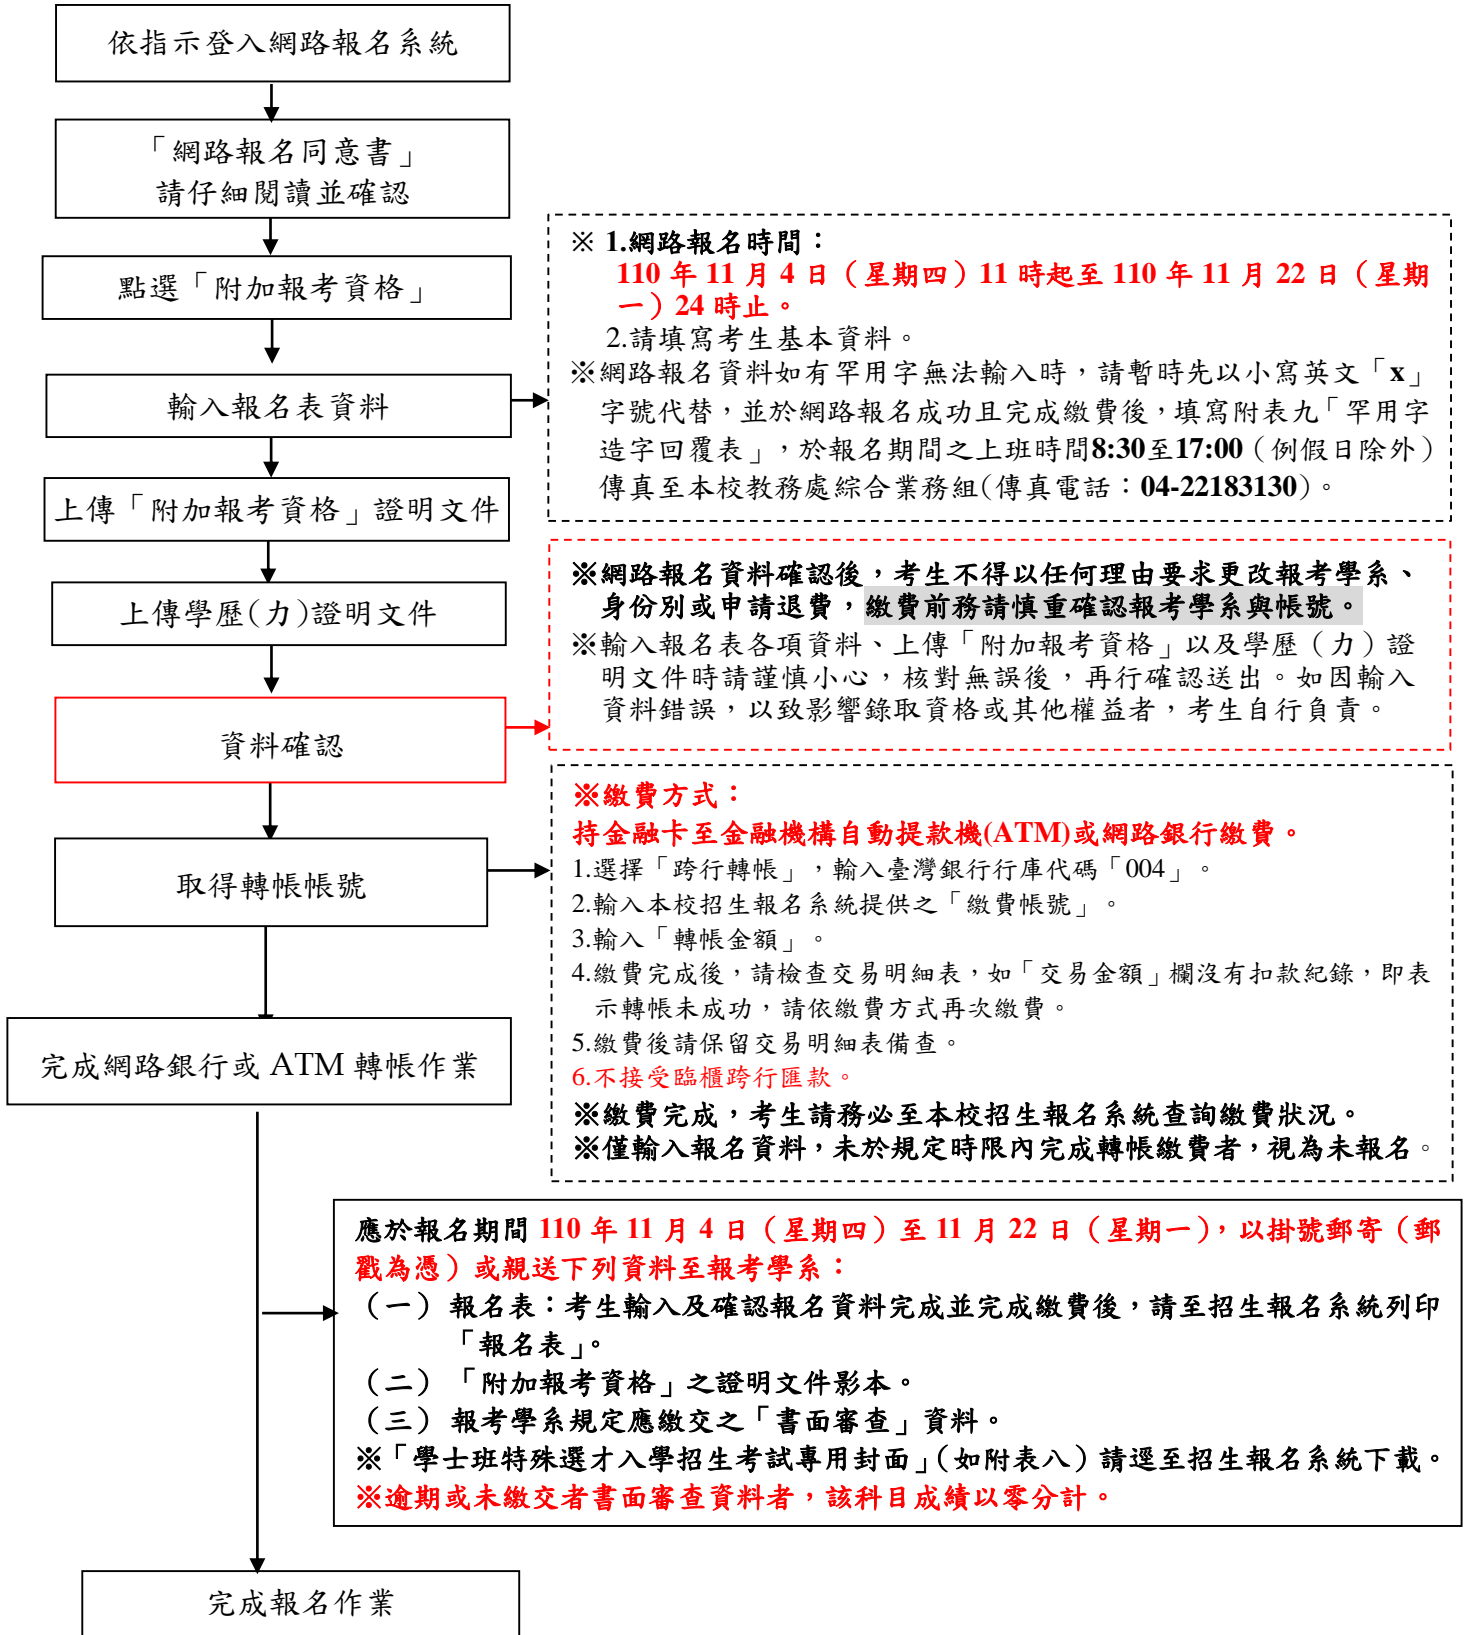 依指示登入網路報名系統
「網路報名同意書」
請仔細閱讀並確認
點選「附加報考資格」
輸入報名表資料
上傳「附加報考資格」證明文件
上傳學歷(力)證明文件
資料確認
取得轉帳帳號
完成網路銀行或 ATM 轉帳作業
※ 1.網路報名時間：
110 年 11 月 4 日（星期四）11 時起至 110 年 11 月 22 日（星期
一）24 時止。
2.請填寫考生基本資料。
※網路報名資料如有罕用字無法輸入時，請暫時先以小寫英文「x」
字號代替，並於網路報名成功且完成繳費後，填寫附表九「罕用字
造字回覆表」，於報名期間之上班時間8:30至17:00（例假日除外）
傳真至本校教務處綜合業務組(傳真電話：04-22183130)。
※網路報名資料確認後，考生不得以任何理由要求更改報考學系、
身份別或申請退費，繳費前務請慎重確認報考學系與帳號。
※輸入報名表各項資料、上傳「附加報考資格」以及學歷（力）證
明文件時請謹慎小心，核對無誤後，再行確認送出。如因輸入
資料錯誤，以致影響錄取資格或其他權益者，考生自行負責。
※繳費方式：
持金融卡至金融機構自動提款機(ATM)或網路銀行繳費。
1.選擇「跨行轉帳」，輸入臺灣銀行行庫代碼「004」。
2.輸入本校招生報名系統提供之「繳費帳號」。
3.輸入「轉帳金額」。
4.繳費完成後，請檢查交易明細表，如「交易金額」欄沒有扣款紀錄，即表
示轉帳未成功，請依繳費方式再次繳費。
5.繳費後請保留交易明細表備查。
6.不接受臨櫃跨行匯款。
※繳費完成，考生請務必至本校招生報名系統查詢繳費狀況。
※僅輸入報名資料，未於規定時限內完成轉帳繳費者，視為未報名。
應於報名期間 110 年 11 月 4 日（星期四）至 11 月 22 日（星期一），以掛號郵寄（郵
戳為憑）或親送下列資料至報考學系：
（一） 報名表：考生輸入及確認報名資料完成並完成繳費後，請至招生報名系統列印
「報名表」。
（二） 「附加報考資格」之證明文件影本。
（三） 報考學系規定應繳交之「書面審查」資料。
※「學士班特殊選才入學招生考試專用封面」（如附表八）請逕至招生報名系統下載。
※逾期或未繳交者書面審查資料者，該科目成績以零分計。
完成報名作業